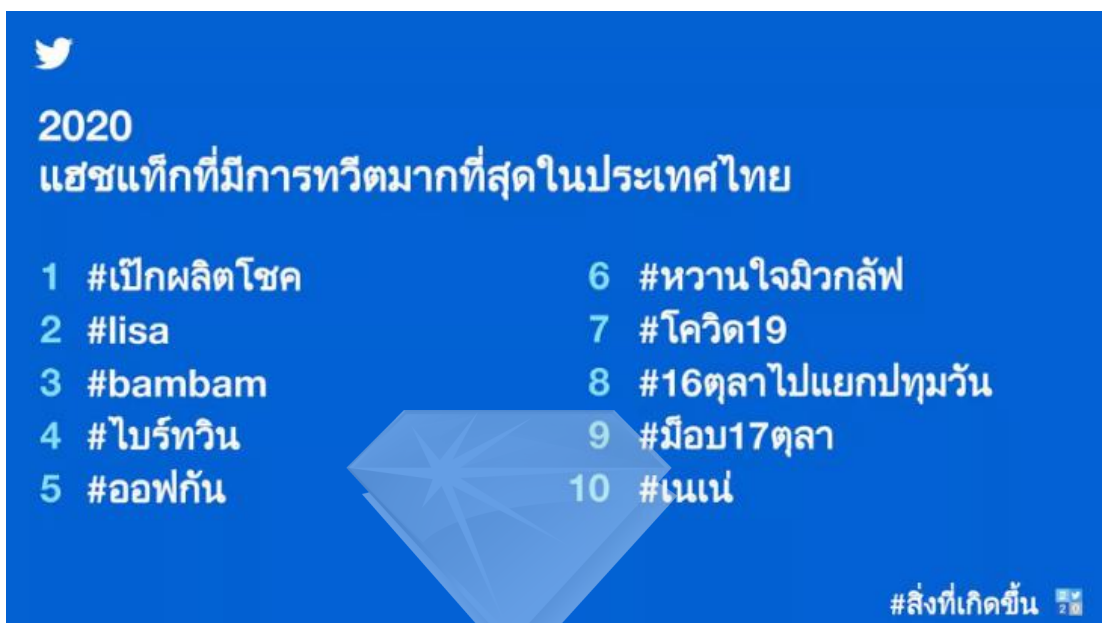 2020
แฮชแท็กที่มีการทวีตมากที่สุดในประเทศไทย
1 #เป๊กผลิตโชค
2 #lisa
3 #bambam
4 #ไบร์ทวิน
5 #ออฟกัน
6 #หวานใจมิวกลัฟ
7 #โควิด19
8 #16ตุลาไปแยกปทุมวัน
9 #ม็อบ17ตุลา
10 #เนเน่
#สิ่งที่เกิดขึ้น